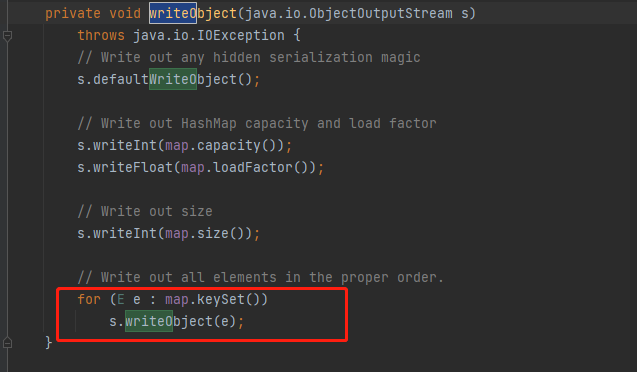 private void writeObject(java.io.ObjectOutputStream s)
throws java.io.IOException {
// Write out any hidden serialization magic
s.defaultWriteObject();
// Write out HashMap capacity and load factor
s.writeInt(map.capacity());
s.writeFloat(map.loadFactor());
// Write out size
s.writeInt(map.size());
// Write out all elements in the proper order.
for (E e : map.keySet())
s.writeObject(e);
}